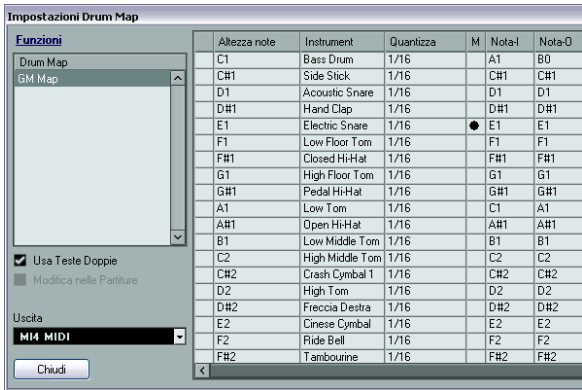 Impostazioni Drum Map
Funzioni
Drum Map
GM Map
Usa Teste Doppie
Modifica nelle Partiture
Uscita
MI4 MIDI
Chiudi
Altezza note Instrument Quantizza M Nota-I Nota-O
C1 Bass Drum 1/16 A1 B0
C#1 Side Stick 1/16 C#1 C#1
D1 Acoustic Snare 1/16 D1 D1
D#1 Hand Clap 1/16 D#1 D#1
E1 Electric Snare 1/16 E1 E1
F1 Low Floor Tom 1/16 F1 F1
F#1 Closed Hi-Hat 1/16 F#1 F#1
G1 High Floor Tom 1/16 G1 G1
G#1 Pedal Hi-Hat 1/16 G#1 G#1
A1 Low Tom 1/16 C1 A1
A#1 Open Hi-Hat 1/16 A#1 A#1
B1 Low Middle Tom 1/16 B1 B1
C2 High Middle Tom 1/16 C2 C2
C#2 Crash Cymbal 1 1/16 C#2 C#2
D2 High Tom 1/16 D2 D2
D#2 Freccia Destra 1/16 D#2 D#2
E2 Cinese Cymbal 1/16 E2 E2
F2 Ride Bell 1/16 F2 F2
F#2 Tambourine 1/16 F#2 F#2